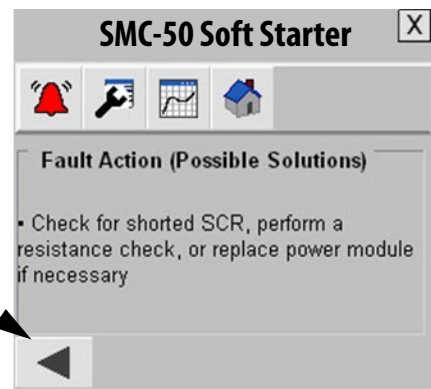 SMC-50 Soft Starter
X
Fault Action (Possible Solutions)
▪ Check for shorted SCR, perform a
resistance check, or replace power module
if necessary